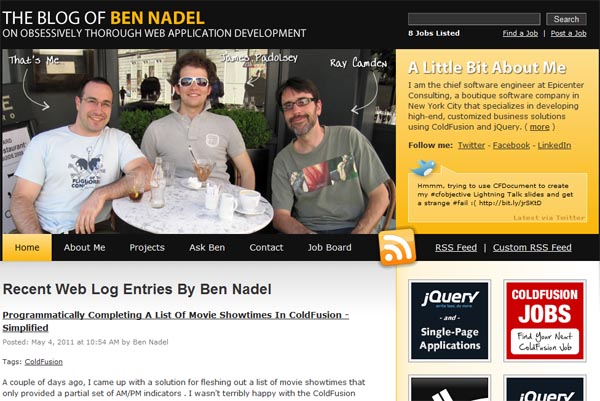 THE BLOG OF BEN NADEL
ON OBSESSIVELY THOROUGH WEB APPLICATION DEVELOPMENT
Search
8 Jobs Listed
Find a Job | Post a Job
That's Me
James Padolsey
Ray Camden
A Little Bit About Me
I am the chief software engineer at Epicenter
Consulting, a boutique software company in
New York City that specializes in developing
high-end, customized business solutions
using ColdFusion and jQuery. ( more )
Follow me: Twitter - Facebook - LinkedIn
Hmmm, trying to use CFDocument to create
my #cfobjective Lightning Talk slides and get
a strange #fail :( http://bit.ly/jrSKtD
Latest via Twitter
Home
About Me
Projects
Ask Ben
Contact
Job Board
RSS Feed | Custom RSS Feed
Recent Web Log Entries By Ben Nadel
Programmatically Completing A List Of Movie Showtimes In ColdFusion -
Simplified
Posted: May 4, 2011 at 10:54 AM by Ben Nadel
Tags: ColdFusion
A couple of days ago, I came up with a solution for fleshing out a list of movie showtimes that
only provided a partial set of AM/PM indicators . I wasn't terribly happy with the ColdFusion
jQuery
write less, do more.
- and -
Single-Page
Applications
COLDFUSION
JOBS
Find Your Next
ColdFusion Job
jQuery
COLDFUSION